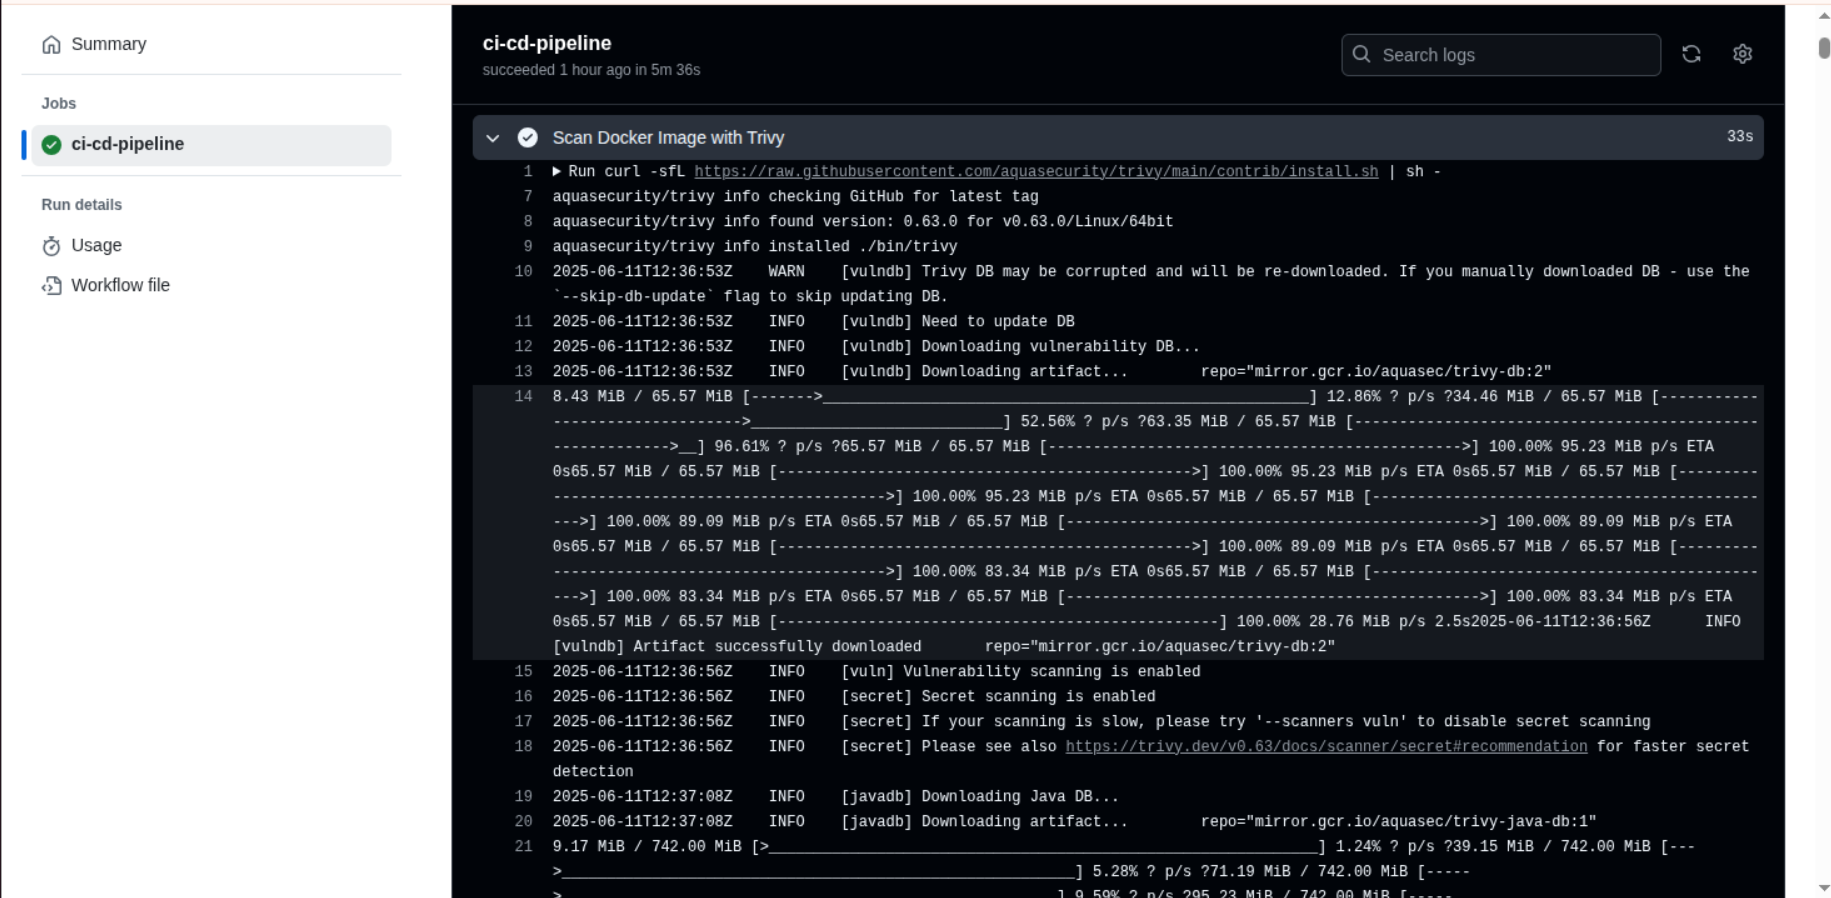 Summary
Jobs
ci-cd-pipeline
Run details
Usage
Workflow file
ci-cd-pipeline
succeeded 1 hour ago in 5m 36s
Search logs
Scan Docker Image with Trivy 33s
1 Run curl -sfL https://raw.githubusercontent.com/aquasecurity/trivy/main/contrib/install.sh | sh -
7 aquasecurity/trivy info checking GitHub for latest tag
8 aquasecurity/trivy info found version: 0.63.0 for v0.63.0/Linux/64bit
9 aquasecurity/trivy info installed ./bin/trivy
10 2025-06-11T12:36:53Z WARN [vulndb] Trivy DB may be corrupted and will be re-downloaded. If you manually downloaded DB - use the
`--skip-db-update` flag to skip updating DB.
11 2025-06-11T12:36:53Z INFO [vulndb] Need to update DB
12 2025-06-11T12:36:53Z INFO [vulndb] Downloading vulnerability DB...
13 2025-06-11T12:36:53Z INFO [vulndb] Downloading artifact... repo="mirror.gcr.io/aquasec/trivy-db:2"
14 8.43 MiB / 65.57 MiB [------->______________________________________________________] 12.86% ? p/s ?34.46 MiB / 65.57 MiB [-----------
--------------------->____________________________] 52.56% ? p/s ?63.35 MiB / 65.57 MiB [---------------------------------------------
------------->__] 96.61% ? p/s ?65.57 MiB / 65.57 MiB [---------------------------------------------->] 100.00% 95.23 MiB p/s ETA
0s65.57 MiB / 65.57 MiB [---------------------------------------------->] 100.00% 95.23 MiB p/s ETA 0s65.57 MiB / 65.57 MiB [---------
------------------------------------->] 100.00% 95.23 MiB p/s ETA 0s65.57 MiB / 65.57 MiB [-------------------------------------------
--->] 100.00% 89.09 MiB p/s ETA 0s65.57 MiB / 65.57 MiB [---------------------------------------------->] 100.00% 89.09 MiB p/s ETA
0s65.57 MiB / 65.57 MiB [---------------------------------------------->] 100.00% 89.09 MiB p/s ETA 0s65.57 MiB / 65.57 MiB [---------
------------------------------------->] 100.00% 83.34 MiB p/s ETA 0s65.57 MiB / 65.57 MiB [-------------------------------------------
--->] 100.00% 83.34 MiB p/s ETA 0s65.57 MiB / 65.57 MiB [---------------------------------------------->] 100.00% 83.34 MiB p/s ETA
0s65.57 MiB / 65.57 MiB [-------------------------------------------------] 100.00% 28.76 MiB p/s 2.5s2025-06-11T12:36:56Z INFO
[vulndb] Artifact successfully downloaded repo="mirror.gcr.io/aquasec/trivy-db:2"
15 2025-06-11T12:36:56Z INFO [vuln] Vulnerability scanning is enabled
16 2025-06-11T12:36:56Z INFO [secret] Secret scanning is enabled
17 2025-06-11T12:36:56Z INFO [secret] If your scanning is slow, please try '--scanners vuln' to disable secret scanning
18 2025-06-11T12:36:56Z INFO [secret] Please see also https://trivy.dev/v0.63/docs/scanner/secret#recommendation for faster secret
detection
19 2025-06-11T12:37:08Z INFO [javadb] Downloading Java DB...
20 2025-06-11T12:37:08Z INFO [javadb] Downloading artifact... repo="mirror.gcr.io/aquasec/trivy-java-db:1"
21 9.17 MiB / 742.00 MiB [>_____________________________________________________________] 1.24% ? p/s ?39.15 MiB / 742.00 MiB [---
>_________________________________________________________] 5.28% ? p/s ?71.19 MiB / 742.00 MiB [-----
>_______________________________________________________] 9.59% ? p/s ?95.23 MiB / 742.00 MiB [-----